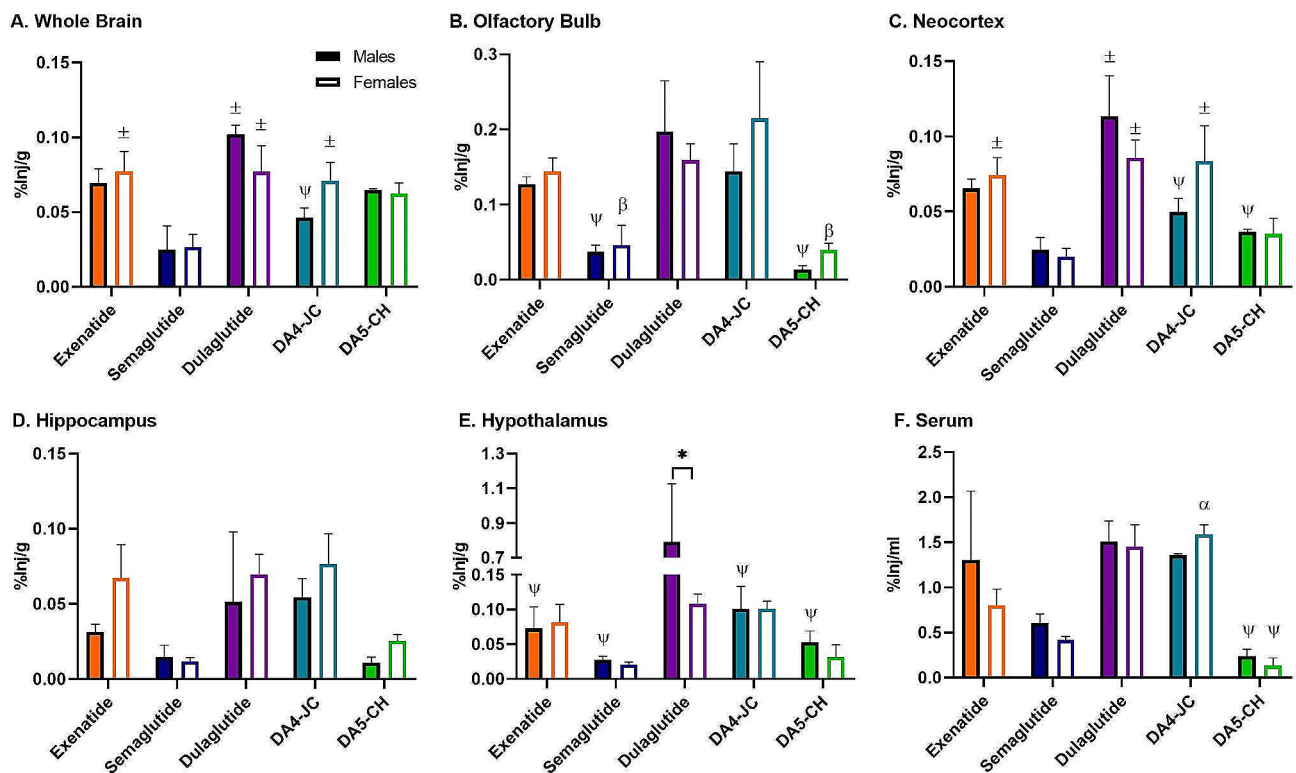 A. Whole Brain
Males
Females
%Inj/g
0.15
0.10
0.05
0.00
± ± ± ψ ±
Exenatide
Semaglutide
Dulaglutide
DA4-JC
DA5-CH
B. Olfactory Bulb
%Inj/g
0.3
0.2
0.1
0.0
ψ β ψ β
Exenatide
Semaglutide
Dulaglutide
DA4-JC
DA5-CH
C. Neocortex
%Inj/g
0.15
0.10
0.05
0.00
± ± ± ψ ± ψ
Exenatide
Semaglutide
Dulaglutide
DA4-JC
DA5-CH
D. Hippocampus
%Inj/g
0.15
0.10
0.05
0.00
Exenatide
Semaglutide
Dulaglutide
DA4-JC
DA5-CH
E. Hypothalamus
%Inj/g
1.3
1.1
0.9
0.7
0.15
0.10
0.05
0.00
ψ ψ * ψ ψ
Exenatide
Semaglutide
Dulaglutide
DA4-JC
DA5-CH
F. Serum
%Inj/ml
2.5
2.0
1.5
1.0
0.5
0.0
α ψ ψ
Exenatide
Semaglutide
Dulaglutide
DA4-JC
DA5-CH